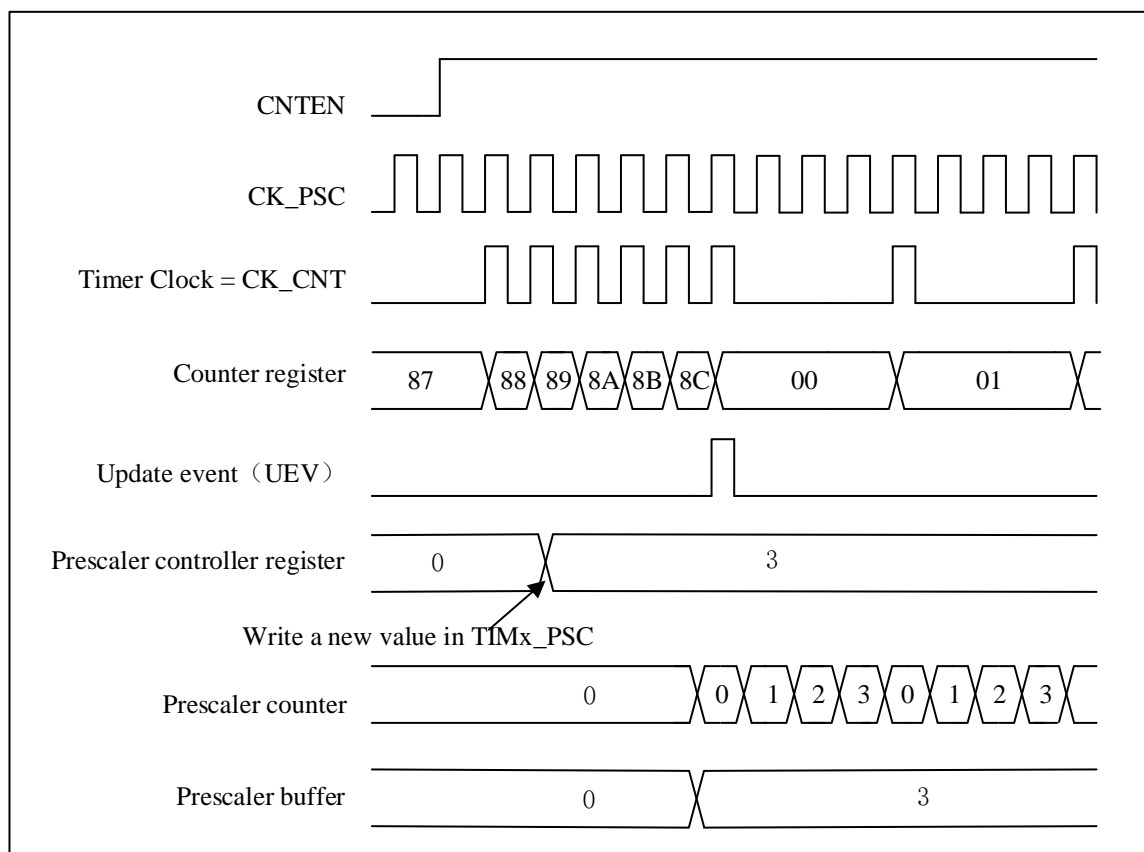 CNTEN
CK_PSC
Timer Clock = CK_CNT
Counter register
87 88 89 8A 8B 8C 00 01
Update event（UEV）
Prescaler controller register
0 3
Write a new value in TIMx_PSC
Prescaler counter
0 0 1 2 3 0 1 2 3
Prescaler buffer
0 3